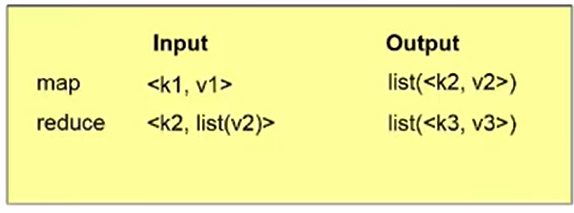 Input Output
map <k1, v1> list(<k2, v2>)
reduce <k2, list(v2)> list(<k3, v3>)